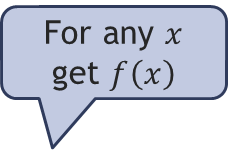 For any x
get f(x)